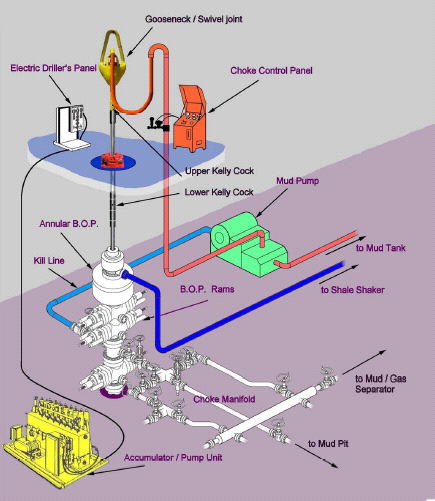 Gooseneck / Swivel joint
Electric Driller's Panel
Choke Control Panel
Upper Kelly Cock
Lower Kelly Cock
Mud Pump
Annular B.O.P.
to Mud Tank
Kill Line
B.O.P. Rams
to Shale Shaker
to Mud / Gas
Separator
Choke Manifold
to Mud Pit
Accumulator / Pump Unit